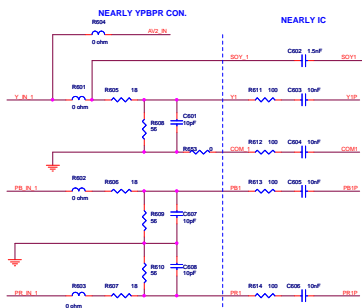 NEARLY YPBPR CON. NEARLY IC
R604
0 ohm AV2_IN
SOY_1 C602 1.5nF SOY1
Y_IN_1 R601 R605 18 Y1 R611 100 C603 10nF Y1P
0 ohm
R608 56 C601 10pF
R653 0 COM_1 R612 100 C604 10nF COM1
PB_IN_1 R602 R606 18 PB1 R613 100 C605 10nF PB1P
0 ohm
R609 56 C607 10pF
R610 56 C608 10pF
PR_IN_1 R603 R607 18 PR1 R614 100 C606 10nF PR1P
0 ohm